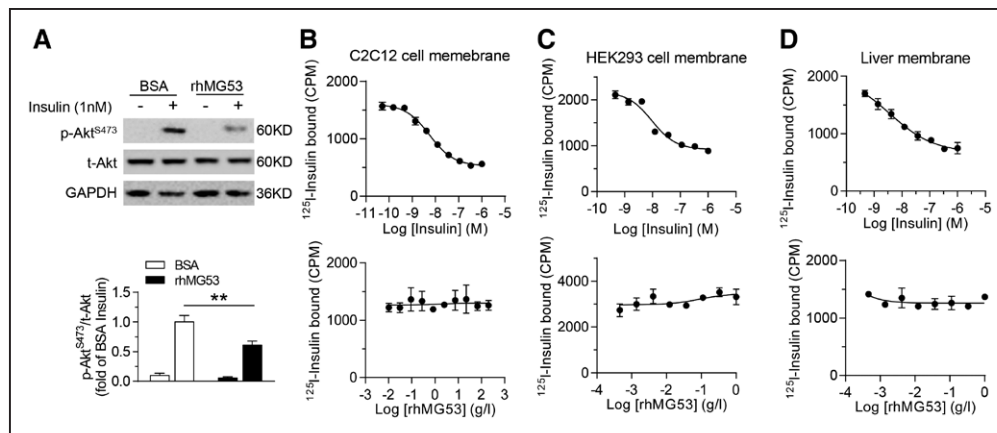 A
BSA rhMG53
Insulin (1nM) - + - +
p-Akt^S473 60KD
t-Akt 60KD
GAPDH 36KD
BSA
rhMG53
**
p-Akt^S473/t-Akt
(fold of BSA Insulin)
1.5
1.0
0.5
0.0
B
C2C12 cell memebrane
^125I-Insulin bound (CPM)
2000
1500
1000
500
0
-11 -10 -9 -8 -7 -6 -5
Log [Insulin] (M)
^125I-Insulin bound (CPM)
2000
1000
0
-3 -2 -1 0 1 2 3
Log [rhMG53] (g/l)
C
HEK293 cell membrane
^125I-Insulin bound (CPM)
3000
2000
1000
0
-10 -9 -8 -7 -6 -5
Log [Insulin] (M)
^125I-Insulin bound (CPM)
6000
4000
2000
0
-4 -3 -2 -1 0
Log [rhMG53] (g/l)
D
Liver membrane
^125I-Insulin bound (CPM)
2000
1500
1000
500
0
-10 -9 -8 -7 -6 -5
Log [Insulin] (M)
^125I-Insulin bound (CPM)
2000
1000
0
-4 -3 -2 -1 0
Log [rhMG53] (g/l)